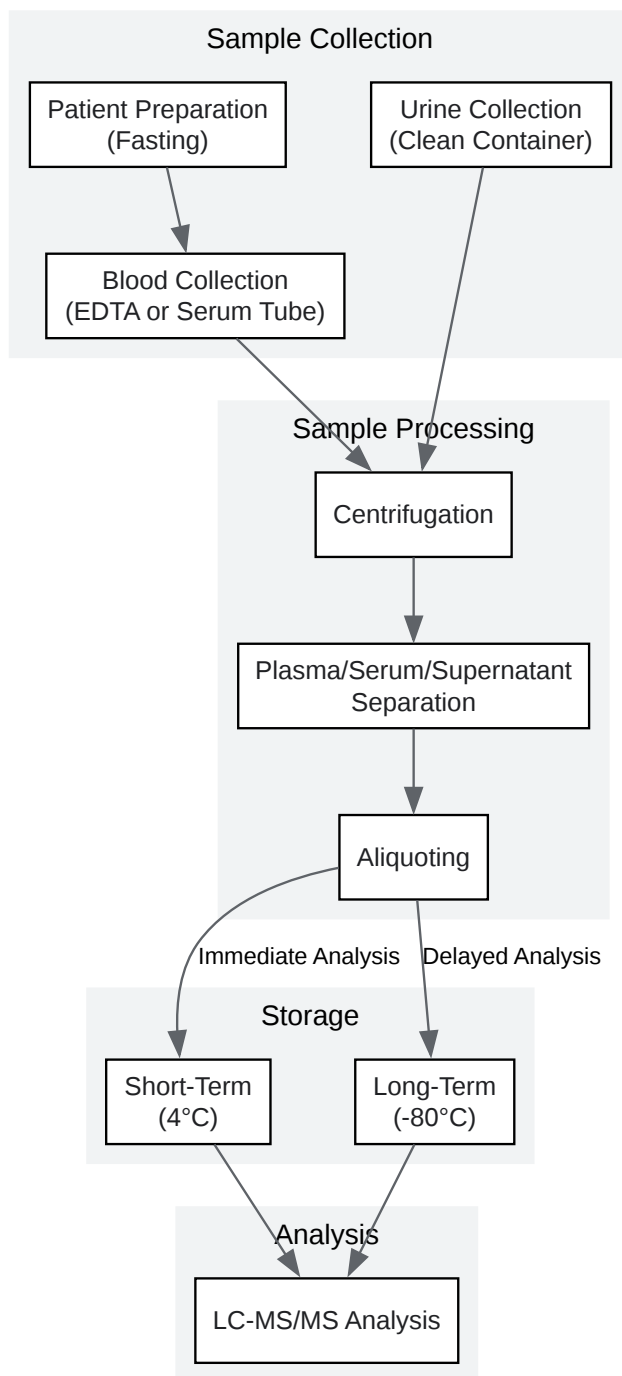 Sample Collection
Patient Preparation
(Fasting)
Urine Collection
(Clean Container)
Blood Collection
(EDTA or Serum Tube)
Sample Processing
Centrifugation
Plasma/Serum/Supernatant
Separation
Aliquoting
Immediate Analysis
Delayed Analysis
Storage
Short-Term
(4°C)
Long-Term
(-80°C)
Analysis
LC-MS/MS Analysis